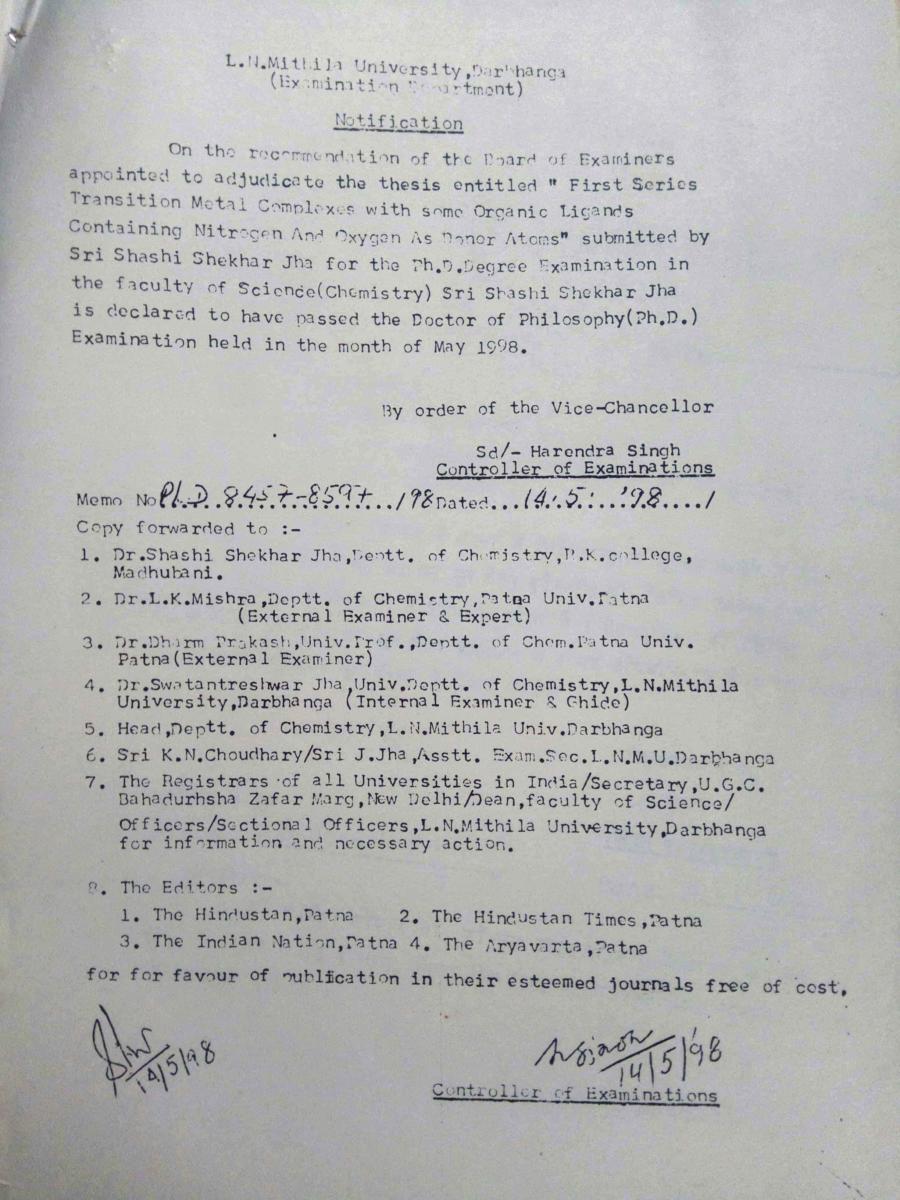 L.N.Mithila University,Darbhanga
(Examination Department)
Notification
On the recommendation of the Board of Examiners
appointed to adjudicate the thesis entitled " First Series
Transition Metal Complexes with some Organic Ligands
Containing Nitrogen And Oxygen As Donor Atoms" submitted by
Sri Shashi Shekhar Jha for the Ph.D.Degree Examination in
the faculty of Science(Chemistry) Sri Shashi Shekhar Jha
is declared to have passed the Doctor of Philosophy(Ph.D.)
Examination held in the month of May 1998.
By order of the Vice-Chancellor
Sd/- Harendra Singh
Controller of Examinations
Memo No Ph.D. 8457-8597 /98 Dated...14.5.'98..../
Copy forwarded to :-
1. Dr.Shashi Shekhar Jha,Deptt. of Chemistry, college,
Madhubani.
2. Dr.L.K.Mishra,Deptt. of Chemistry,Patna Univ.Patna
(External Examiner & Expert)
3. Dr.Dharm Prakash,Univ.Prof.,Deptt. of Chem.Patna Univ.
Patna(External Examiner)
4. Dr.Swatantreshwar Jha,Univ.Deptt. of Chemistry,L.N.Mithila
University,Darbhanga (Internal Examiner & Ghide)
5. Head,Deptt. of Chemistry,L.N.Mithila Univ.Darbhanga
6. Sri K.N.Choudhary/Sri J.Jha,Asstt. Exam.Sec.L.N.M.U.Darbhanga
7. The Registrars of all Universities in India/Secretary,U.G.C.
Bahadurhsha Zafar Marg,New Delhi/Dean,faculty of Science/
Officers/Sectional Officers,L.N.Mithila University,Darbhanga
for information and necessary action.
8. The Editors :-
1. The Hindustan,Patna 2. The Hindustan Times,Patna
3. The Indian Nation,Patna 4. The Aryavarta,Patna
for for favour of publication in their esteemed journals free of cost.
14/5/98
14/5/98
Controller of Examinations